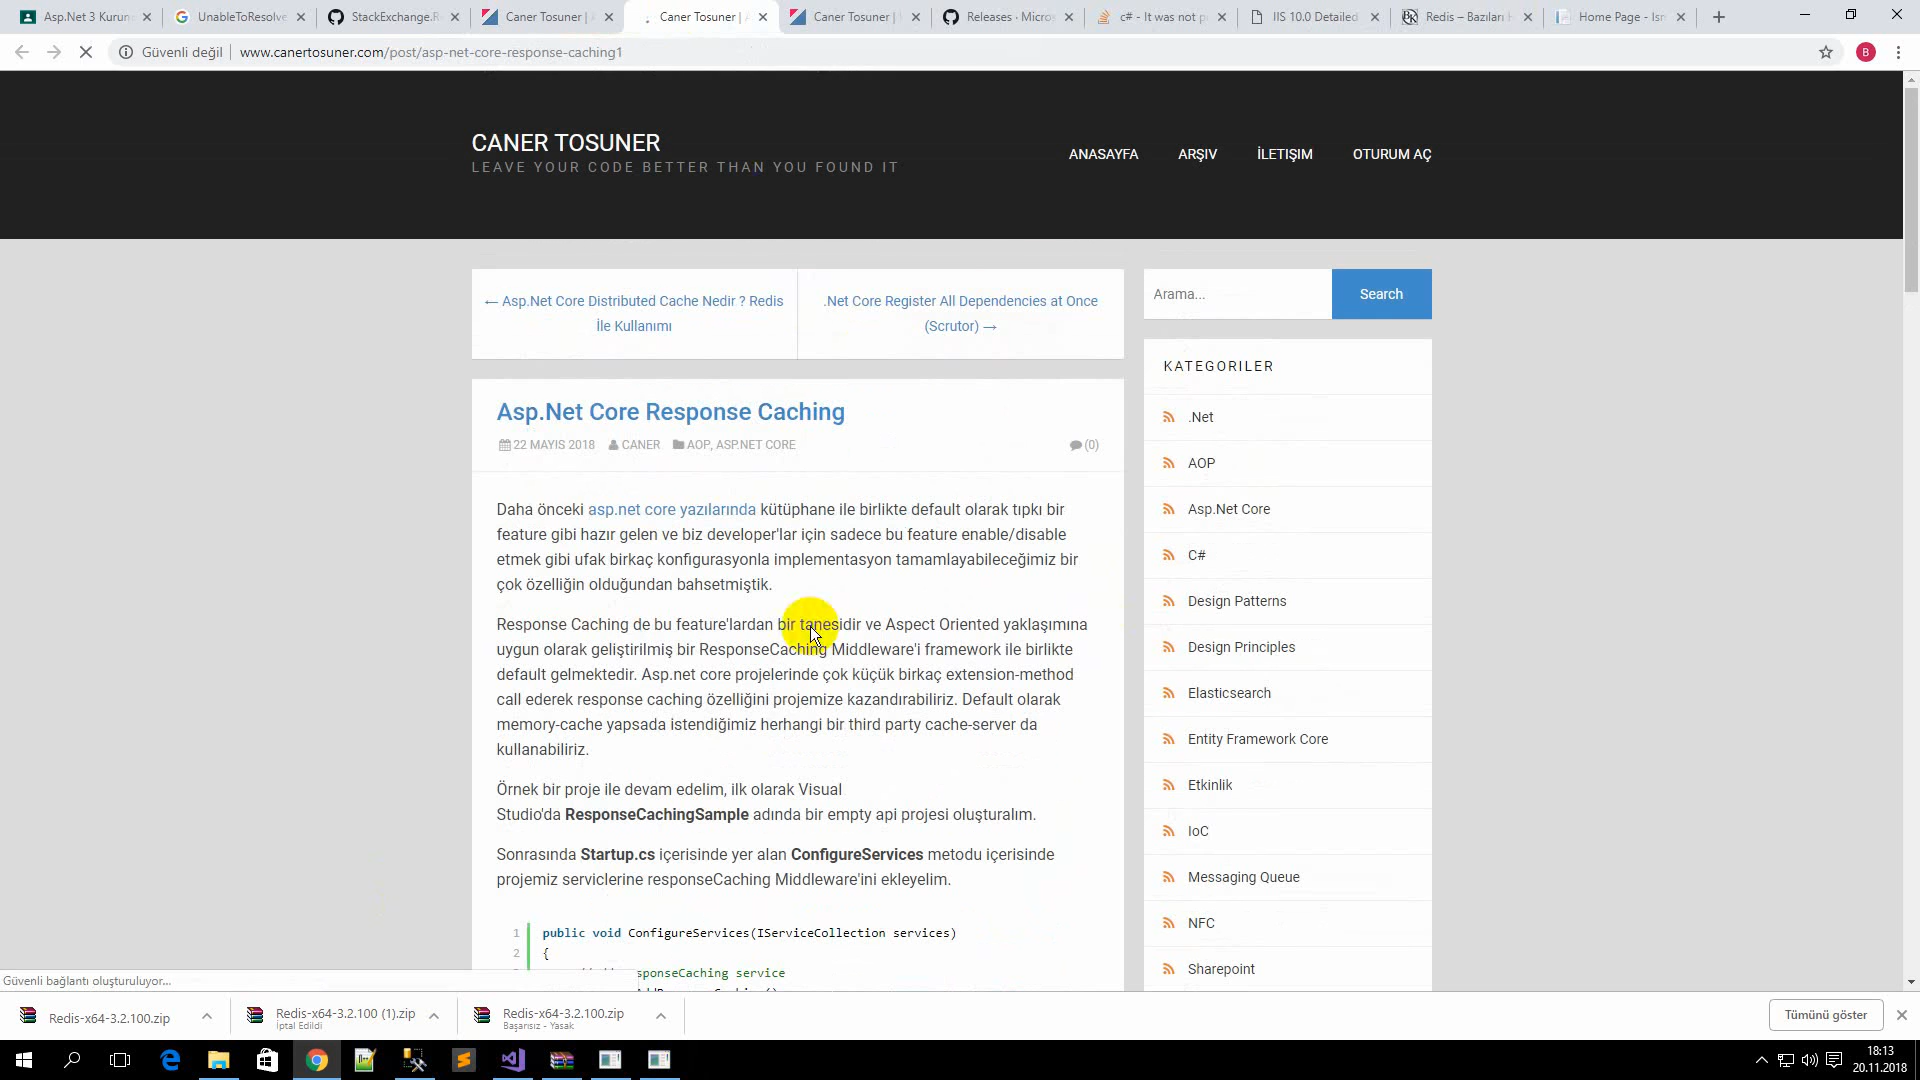 Asp.Net 3 Kurun
UnableToResolve
StackExchange.R
Caner Tosuner | A
Caner Tosuner | A
Caner Tosuner |
Releases · Micros
c# - It was not p
IIS 10.0 Detailed
Redis – Bazıları
Home Page - Isr
Güvenli değil
www.canertosuner.com/post/asp-net-core-response-caching1
B
CANER TOSUNER
LEAVE YOUR CODE BETTER THAN YOU FOUND IT
ANASAYFA
ARŞIV
İLETIŞIM
OTURUM AÇ
← Asp.Net Core Distributed Cache Nedir ? Redis
İle Kullanımı
.Net Core Register All Dependencies at Once
(Scrutor) →
Arama...
Search
Asp.Net Core Response Caching
22 MAYIS 2018 CANER AOP, ASP.NET CORE
(0)
Daha önceki asp.net core yazılarında kütüphane ile birlikte default olarak tıpkı bir
feature gibi hazır gelen ve biz developer'lar için sadece bu feature enable/disable
etmek gibi ufak birkaç konfigurasyonla implementasyon tamamlayabileceğimiz bir
çok özelliğin olduğundan bahsetmiştik.
Response Caching de bu feature'lardan bir tanesidir ve Aspect Oriented yaklaşımına
uygun olarak geliştirilmiş bir ResponseCaching Middleware'i framework ile birlikte
default gelmektedir. Asp.net core projelerinde çok küçük birkaç extension-method
call ederek response caching özelliğini projemize kazandırabiliriz. Default olarak
memory-cache yapsada istendiğimiz herhangi bir third party cache-server da
kullanabiliriz.
Örnek bir proje ile devam edelim, ilk olarak Visual
Studio'da ResponseCachingSample adında bir empty api projesi oluşturalım.
Sonrasında Startup.cs içerisinde yer alan ConfigureServices metodu içerisinde
projemiz serviclerine responseCaching Middleware'ini ekleyelim.
1 public void ConfigureServices(IServiceCollection services)
2 {
sponseCaching service
KATEGORILER
.Net
AOP
Asp.Net Core
C#
Design Patterns
Design Principles
Elasticsearch
Entity Framework Core
Etkinlik
IoC
Messaging Queue
NFC
Sharepoint
Güvenli bağlantı oluşturuluyor...
Redis-x64-3.2.100.zip
Redis-x64-3.2.100 (1).zip
İptal Edildi
Redis-x64-3.2.100.zip
Başarısız - Yasak
Tümünü göster
18:13
20.11.2018